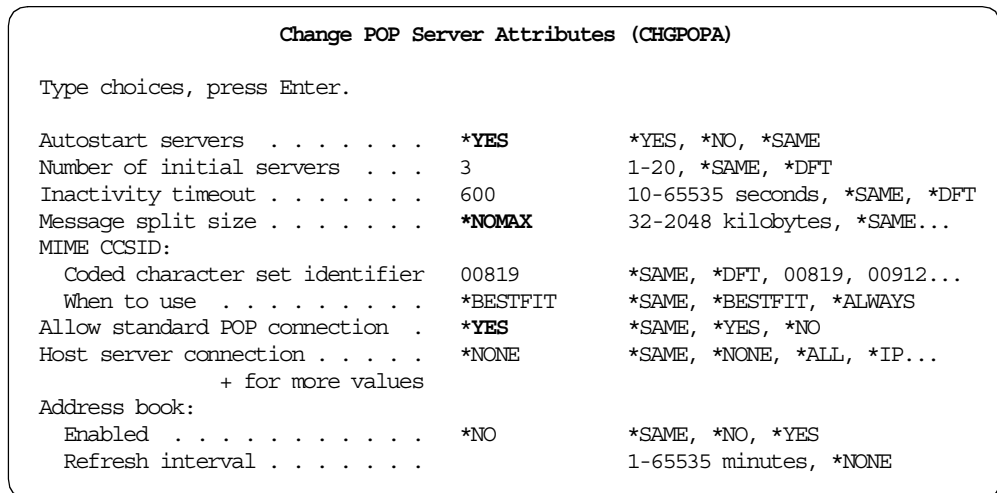 Change POP Server Attributes (CHGPOPA)
Type choices, press Enter.
Autostart servers . . . . . . . *YES *YES, *NO, *SAME
Number of initial servers . . . 3 1-20, *SAME, *DFT
Inactivity timeout . . . . . . . 600 10-65535 seconds, *SAME, *DFT
Message split size . . . . . . . *NOMAX 32-2048 kilobytes, *SAME...
MIME CCSID:
Coded character set identifier 00819 *SAME, *DFT, 00819, 00912...
When to use . . . . . . . . . *BESTFIT *SAME, *BESTFIT, *ALWAYS
Allow standard POP connection . *YES *SAME, *YES, *NO
Host server connection . . . . . *NONE *SAME, *NONE, *ALL, *IP...
+ for more values
Address book:
Enabled . . . . . . . . . . . *NO *SAME, *NO, *YES
Refresh interval . . . . . . . 1-65535 minutes, *NONE